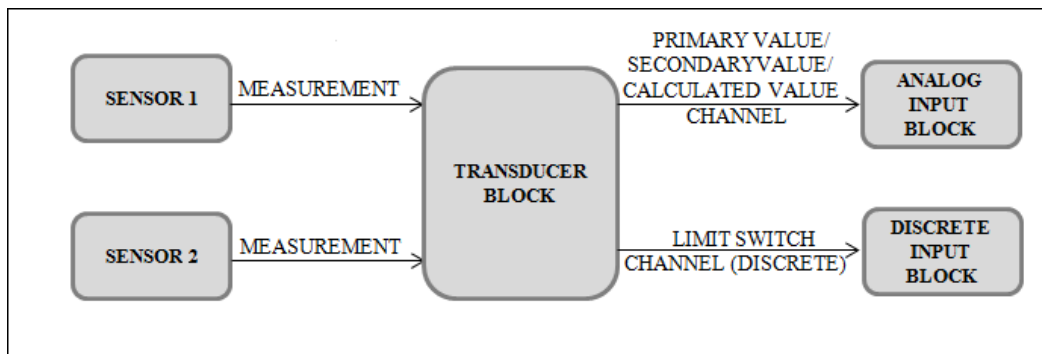 SENSOR 1
MEASUREMENT
TRANSDUCER
BLOCK
PRIMARY VALUE/
SECONDARYVALUE/
CALCULATED VALUE
CHANNEL
ANALOG
INPUT
BLOCK
SENSOR 2
MEASUREMENT
LIMIT SWITCH
CHANNEL (DISCRETE)
DISCRETE
INPUT
BLOCK